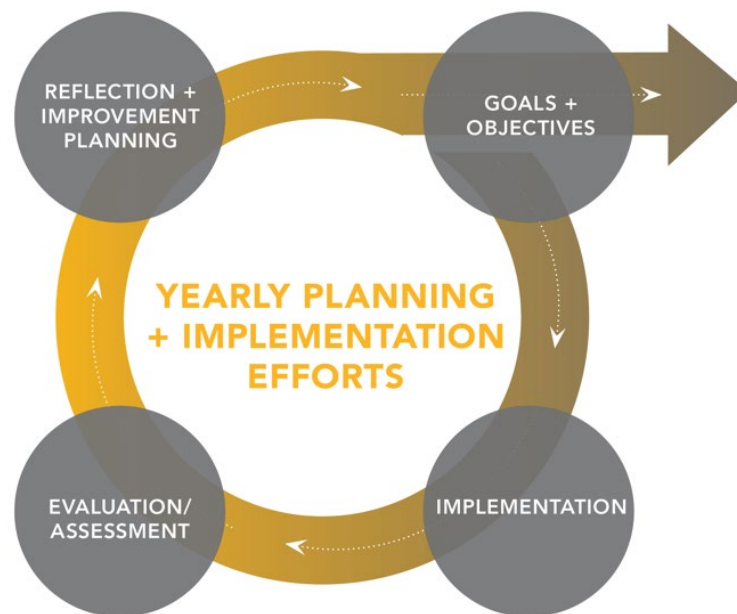 REFLECTION +
IMPROVEMENT
PLANNING
GOALS +
OBJECTIVES
YEARLY PLANNING
+ IMPLEMENTATION
EFFORTS
EVALUATION/
ASSESSMENT
IMPLEMENTATION